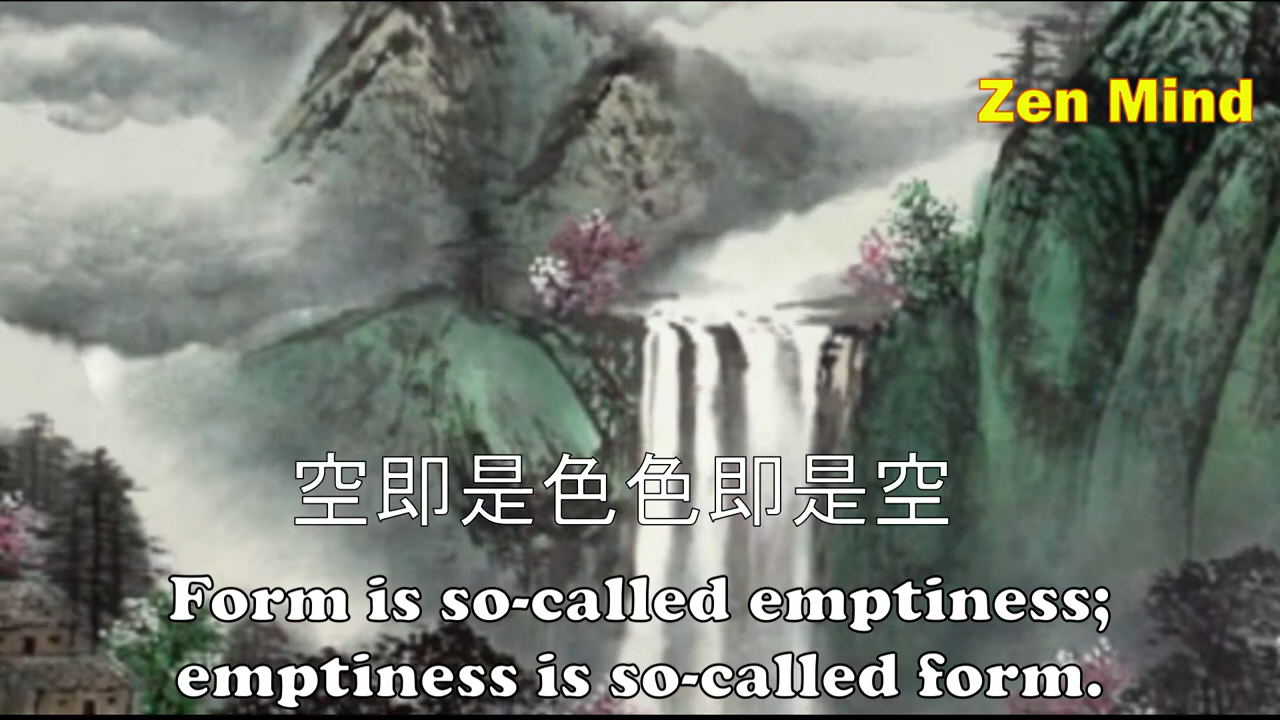 Zen Mind
空即是色色即是空
Form is so-called emptiness;
emptiness is so-called form.